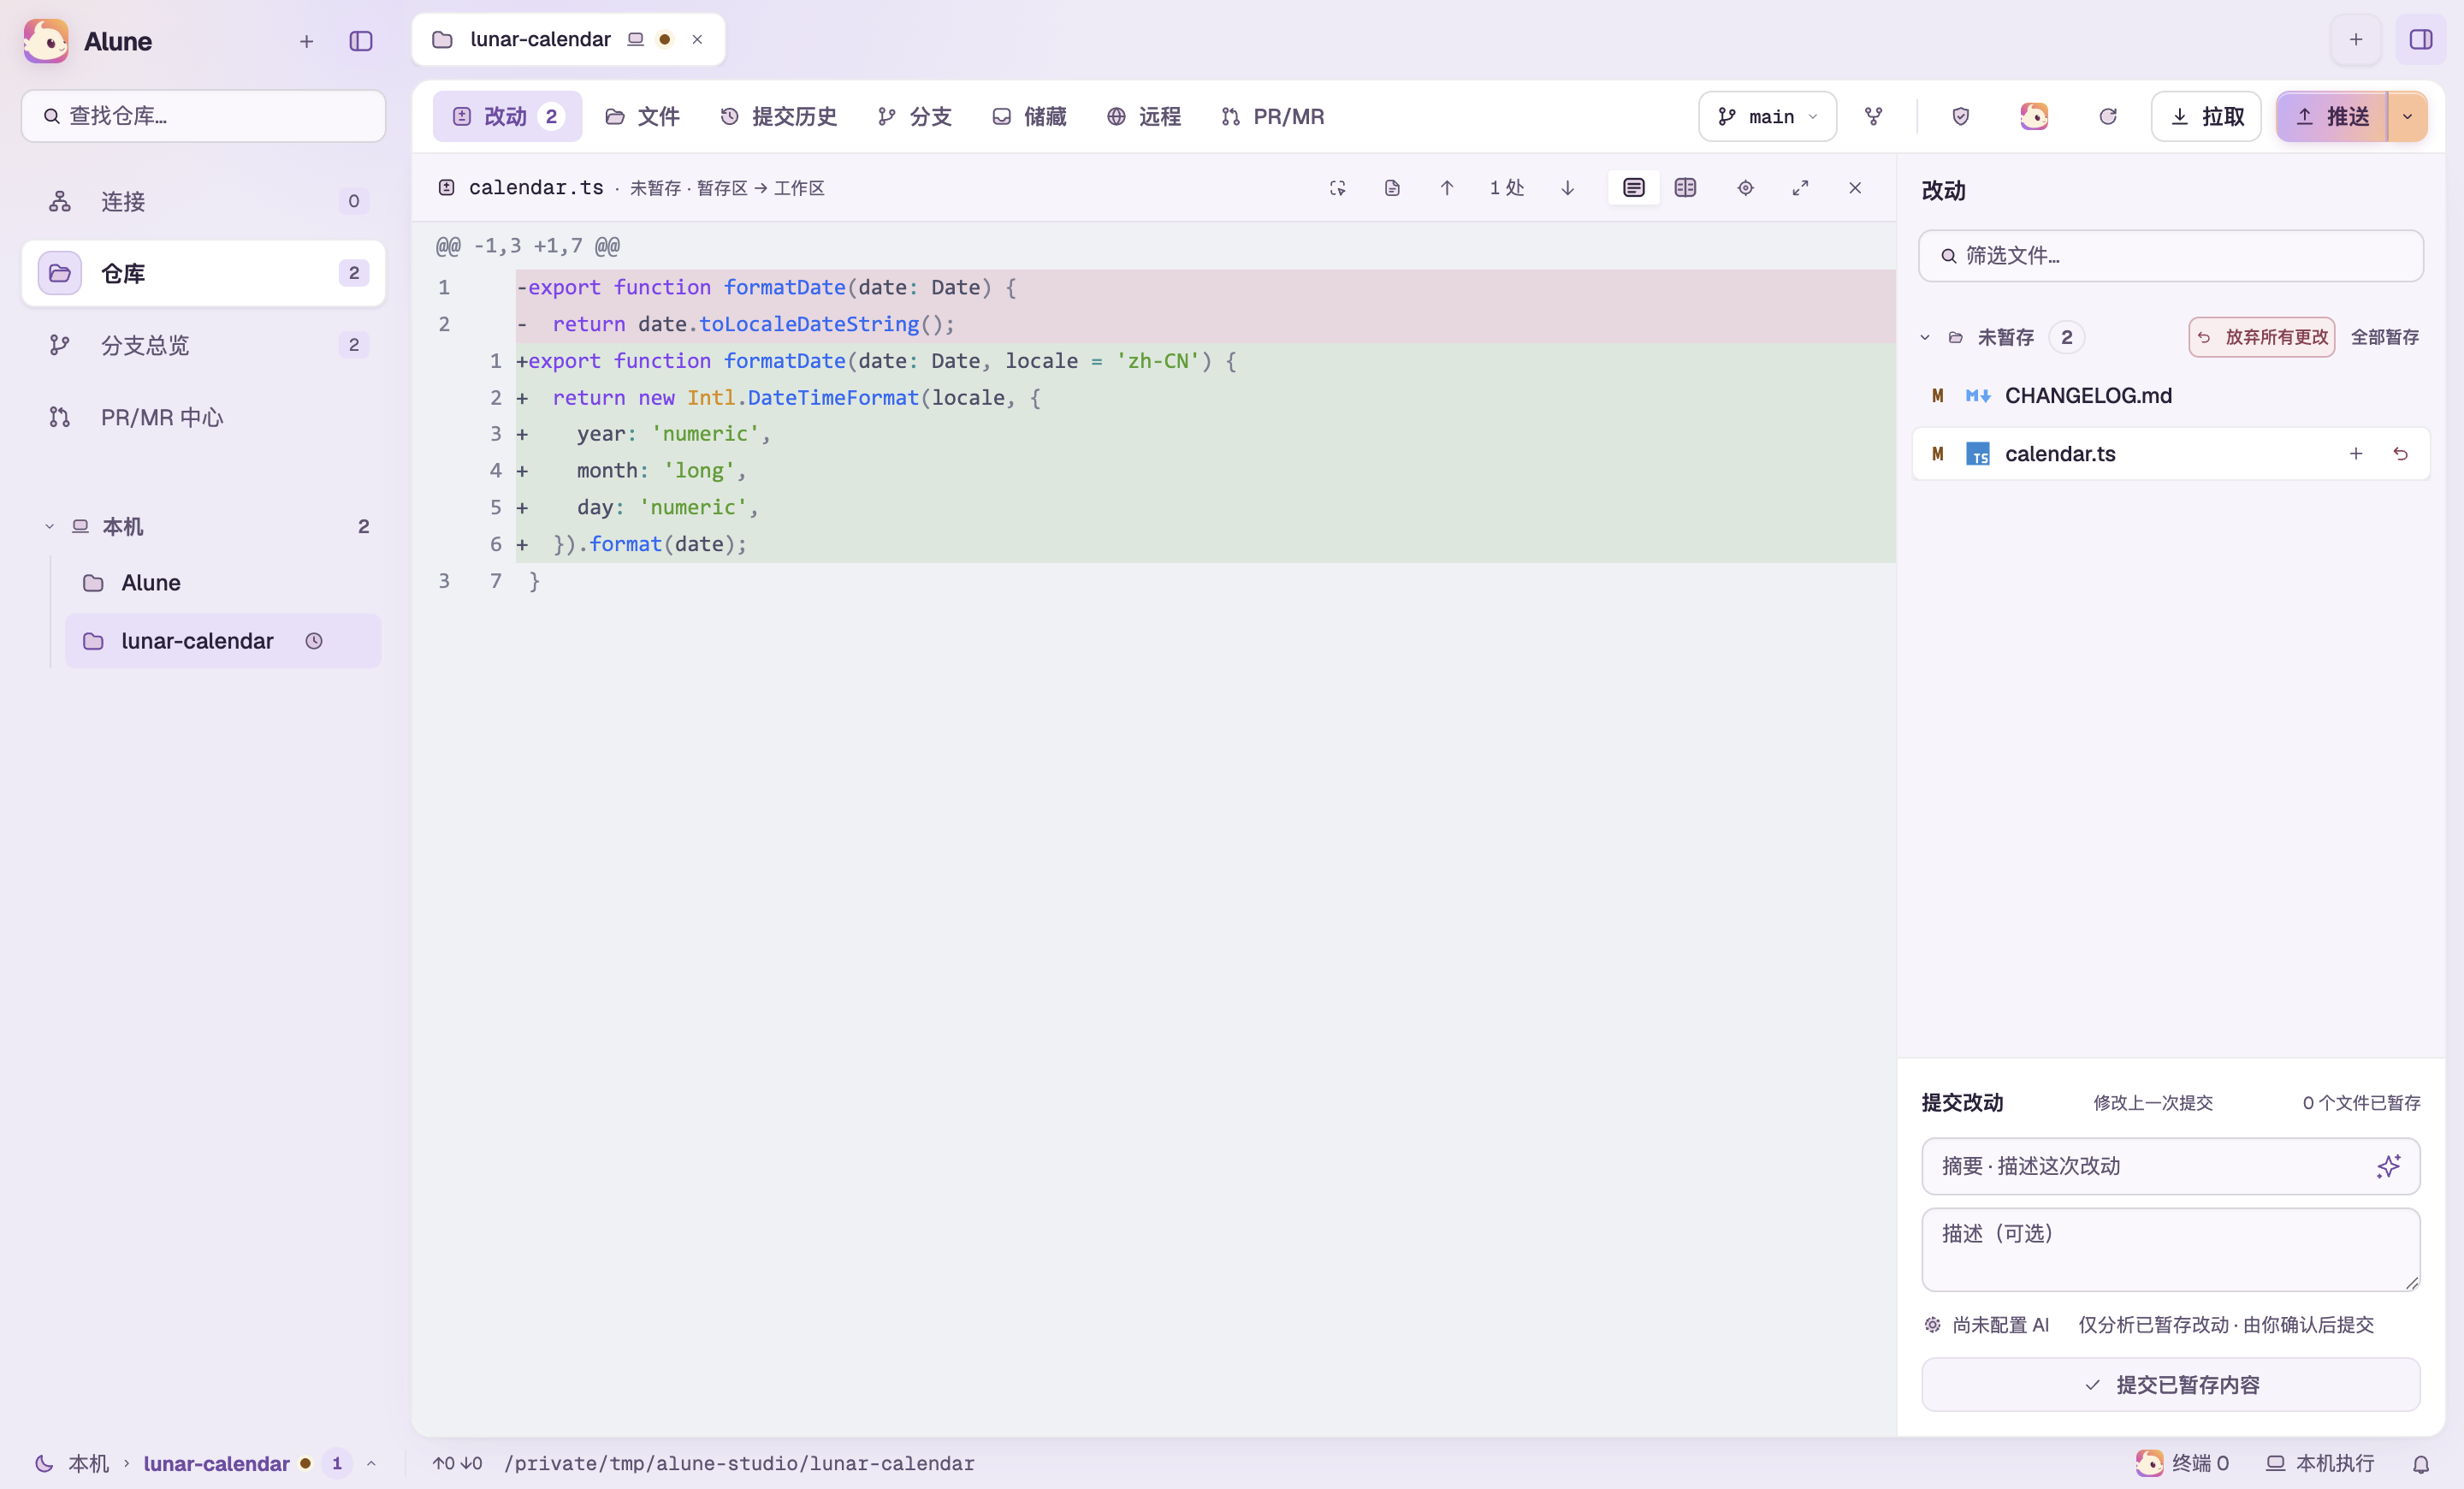 Alune
查找仓库...
连接 0
仓库 2
分支总览 2
PR/MR 中心
本机 2
Alune
lunar-calendar
lunar-calendar
改动 2 文件 提交历史 分支 储藏 远程 PR/MR
main 拉取 推送
calendar.ts · 未暂存 · 暂存区 → 工作区
1 处
@@ -1,3 +1,7 @@
1 -export function formatDate(date: Date) {
2 -  return date.toLocaleDateString();
1 +export function formatDate(date: Date, locale = 'zh-CN') {
2 +  return new Intl.DateTimeFormat(locale, {
3 +    year: 'numeric',
4 +    month: 'long',
5 +    day: 'numeric',
6 +  }).format(date);
3 7 }
改动
筛选文件...
未暂存 2 放弃所有更改 全部暂存
M CHANGELOG.md
M TS calendar.ts
提交改动 修改上一次提交 0 个文件已暂存
摘要 · 描述这次改动
描述（可选）
尚未配置 AI 仅分析已暂存改动 · 由你确认后提交
提交已暂存内容
本机 › lunar-calendar 1
↑0 ↓0 /private/tmp/alune-studio/lunar-calendar
终端 0 本机执行